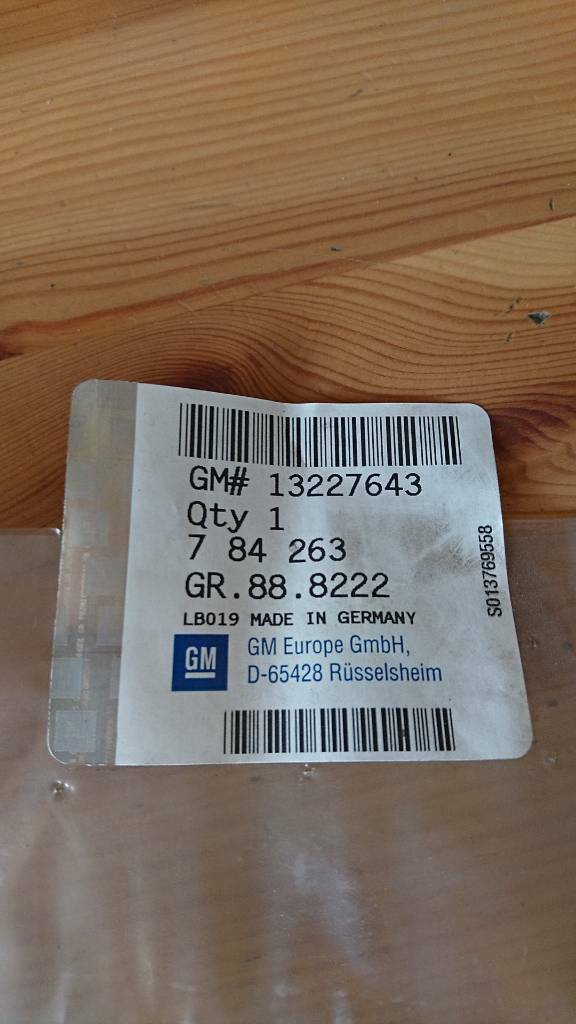 GM# 13227643
Qty 1
7 84 263
GR.88.8222
LB019 MADE IN GERMANY
GM
GM Europe GmbH,
D-65428 Rüsselsheim
S013769558